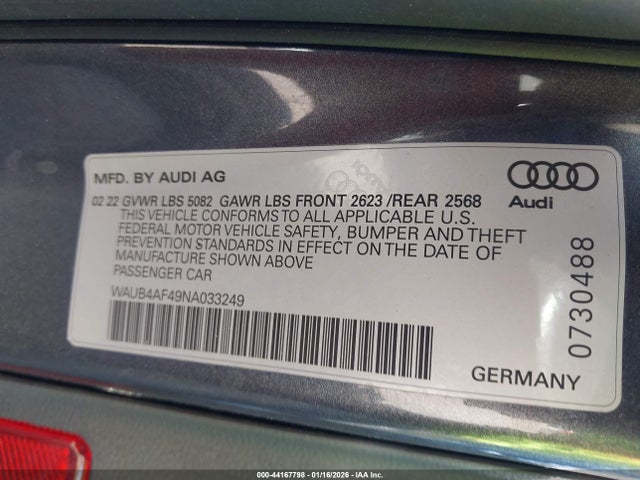 MFD. BY AUDI AG
02 22 GVWR LBS 5082 GAWR LBS FRONT 2623 /REAR 2568
THIS VEHICLE CONFORMS TO ALL APPLICABLE U.S.
FEDERAL MOTOR VEHICLE SAFETY, BUMPER AND THEFT
PREVENTION STANDARDS IN EFFECT ON THE DATE OF
MANUFACTURE SHOWN ABOVE
PASSENGER CAR
WAUB4AF49NA033249
Audi
0730488
GERMANY
000-44167798 - 01/16/2026 - IAA Inc.